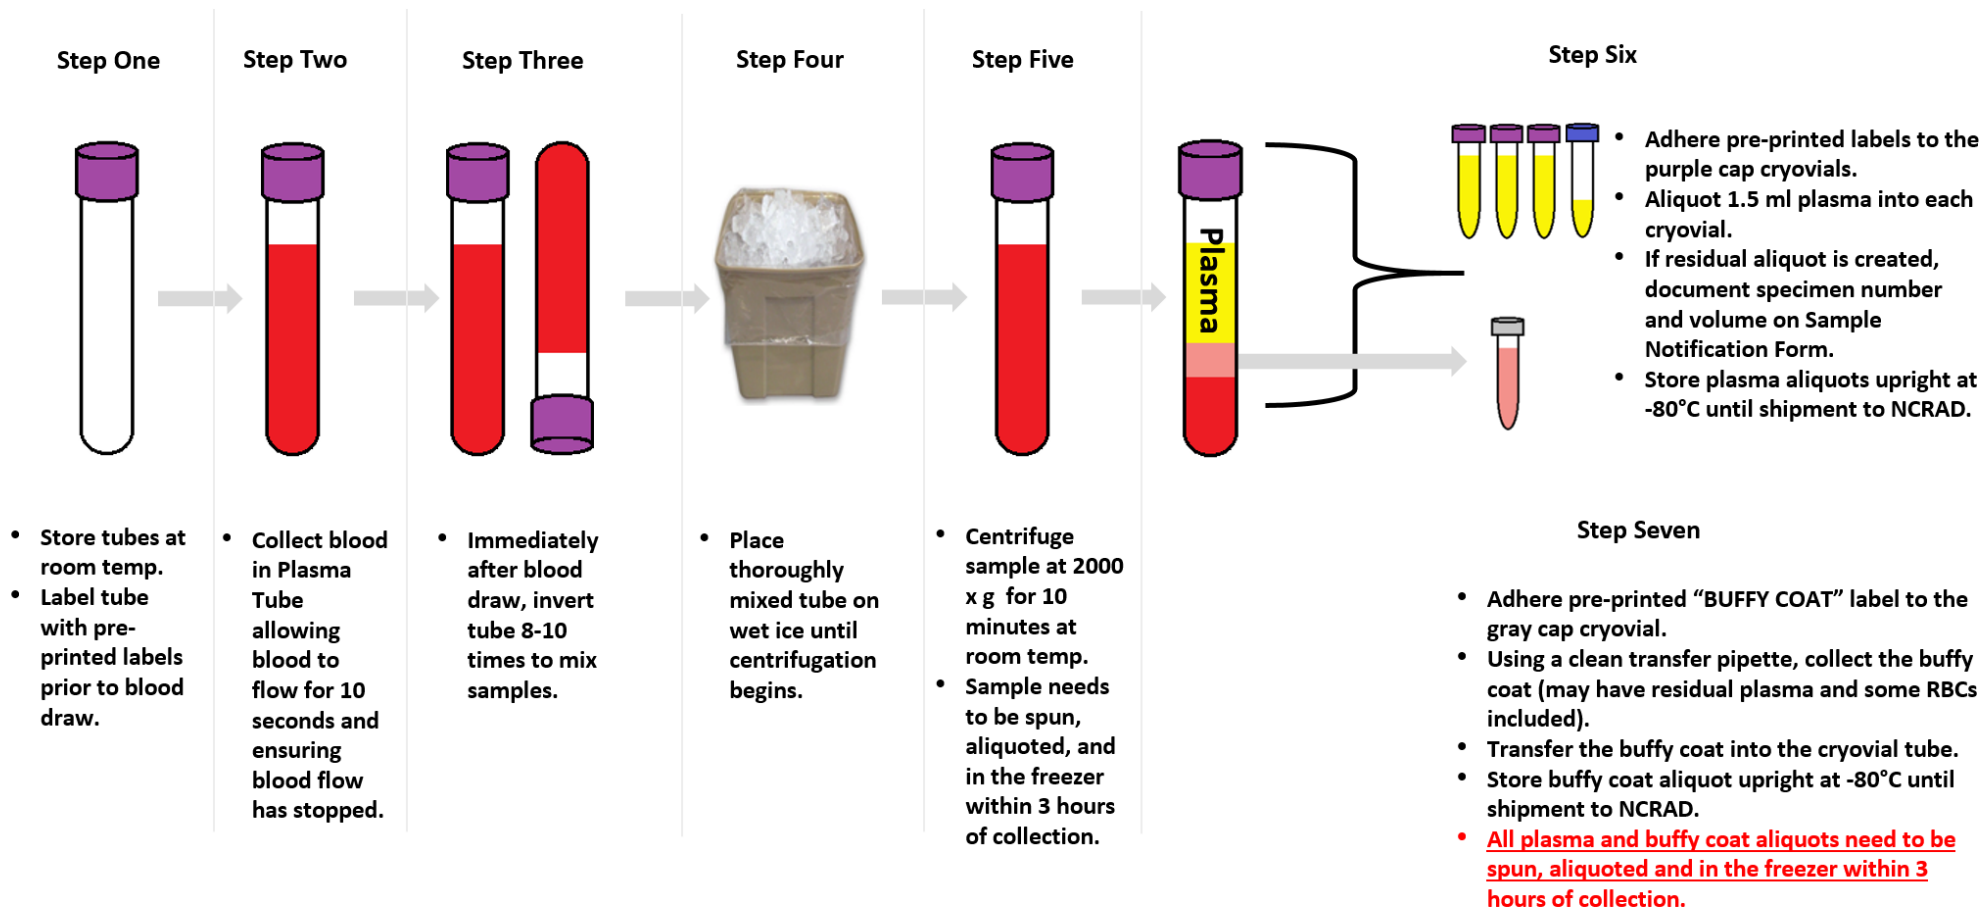 Step One
Store tubes at
room temp.
Label tube
with pre-
printed labels
prior to blood
draw.
Step Two
Collect blood
in Plasma
Tube
allowing
blood to
flow for 10
seconds and
ensuring
blood flow
has stopped.
Step Three
Immediately
after blood
draw, invert
tube 8-10
times to mix
samples.
Step Four
Place
thoroughly
mixed tube on
wet ice until
centrifugation
begins.
Step Five
Centrifuge
sample at 2000
x g for 10
minutes at
room temp.
Sample needs
to be spun,
aliquoted, and
in the freezer
within 3 hours
of collection.
Plasma
Step Six
Adhere pre-printed labels to the
purple cap cryovials.
Aliquot 1.5 ml plasma into each
cryovial.
If residual aliquot is created,
document specimen number
and volume on Sample
Notification Form.
Store plasma aliquots upright at
-80°C until shipment to NCRAD.
Step Seven
Adhere pre-printed “BUFFY COAT” label to the
gray cap cryovial.
Using a clean transfer pipette, collect the buffy
coat (may have residual plasma and some RBCs
included).
Transfer the buffy coat into the cryovial tube.
Store buffy coat aliquot upright at -80°C until
shipment to NCRAD.
All plasma and buffy coat aliquots need to be
spun, aliquoted and in the freezer within 3
hours of collection.